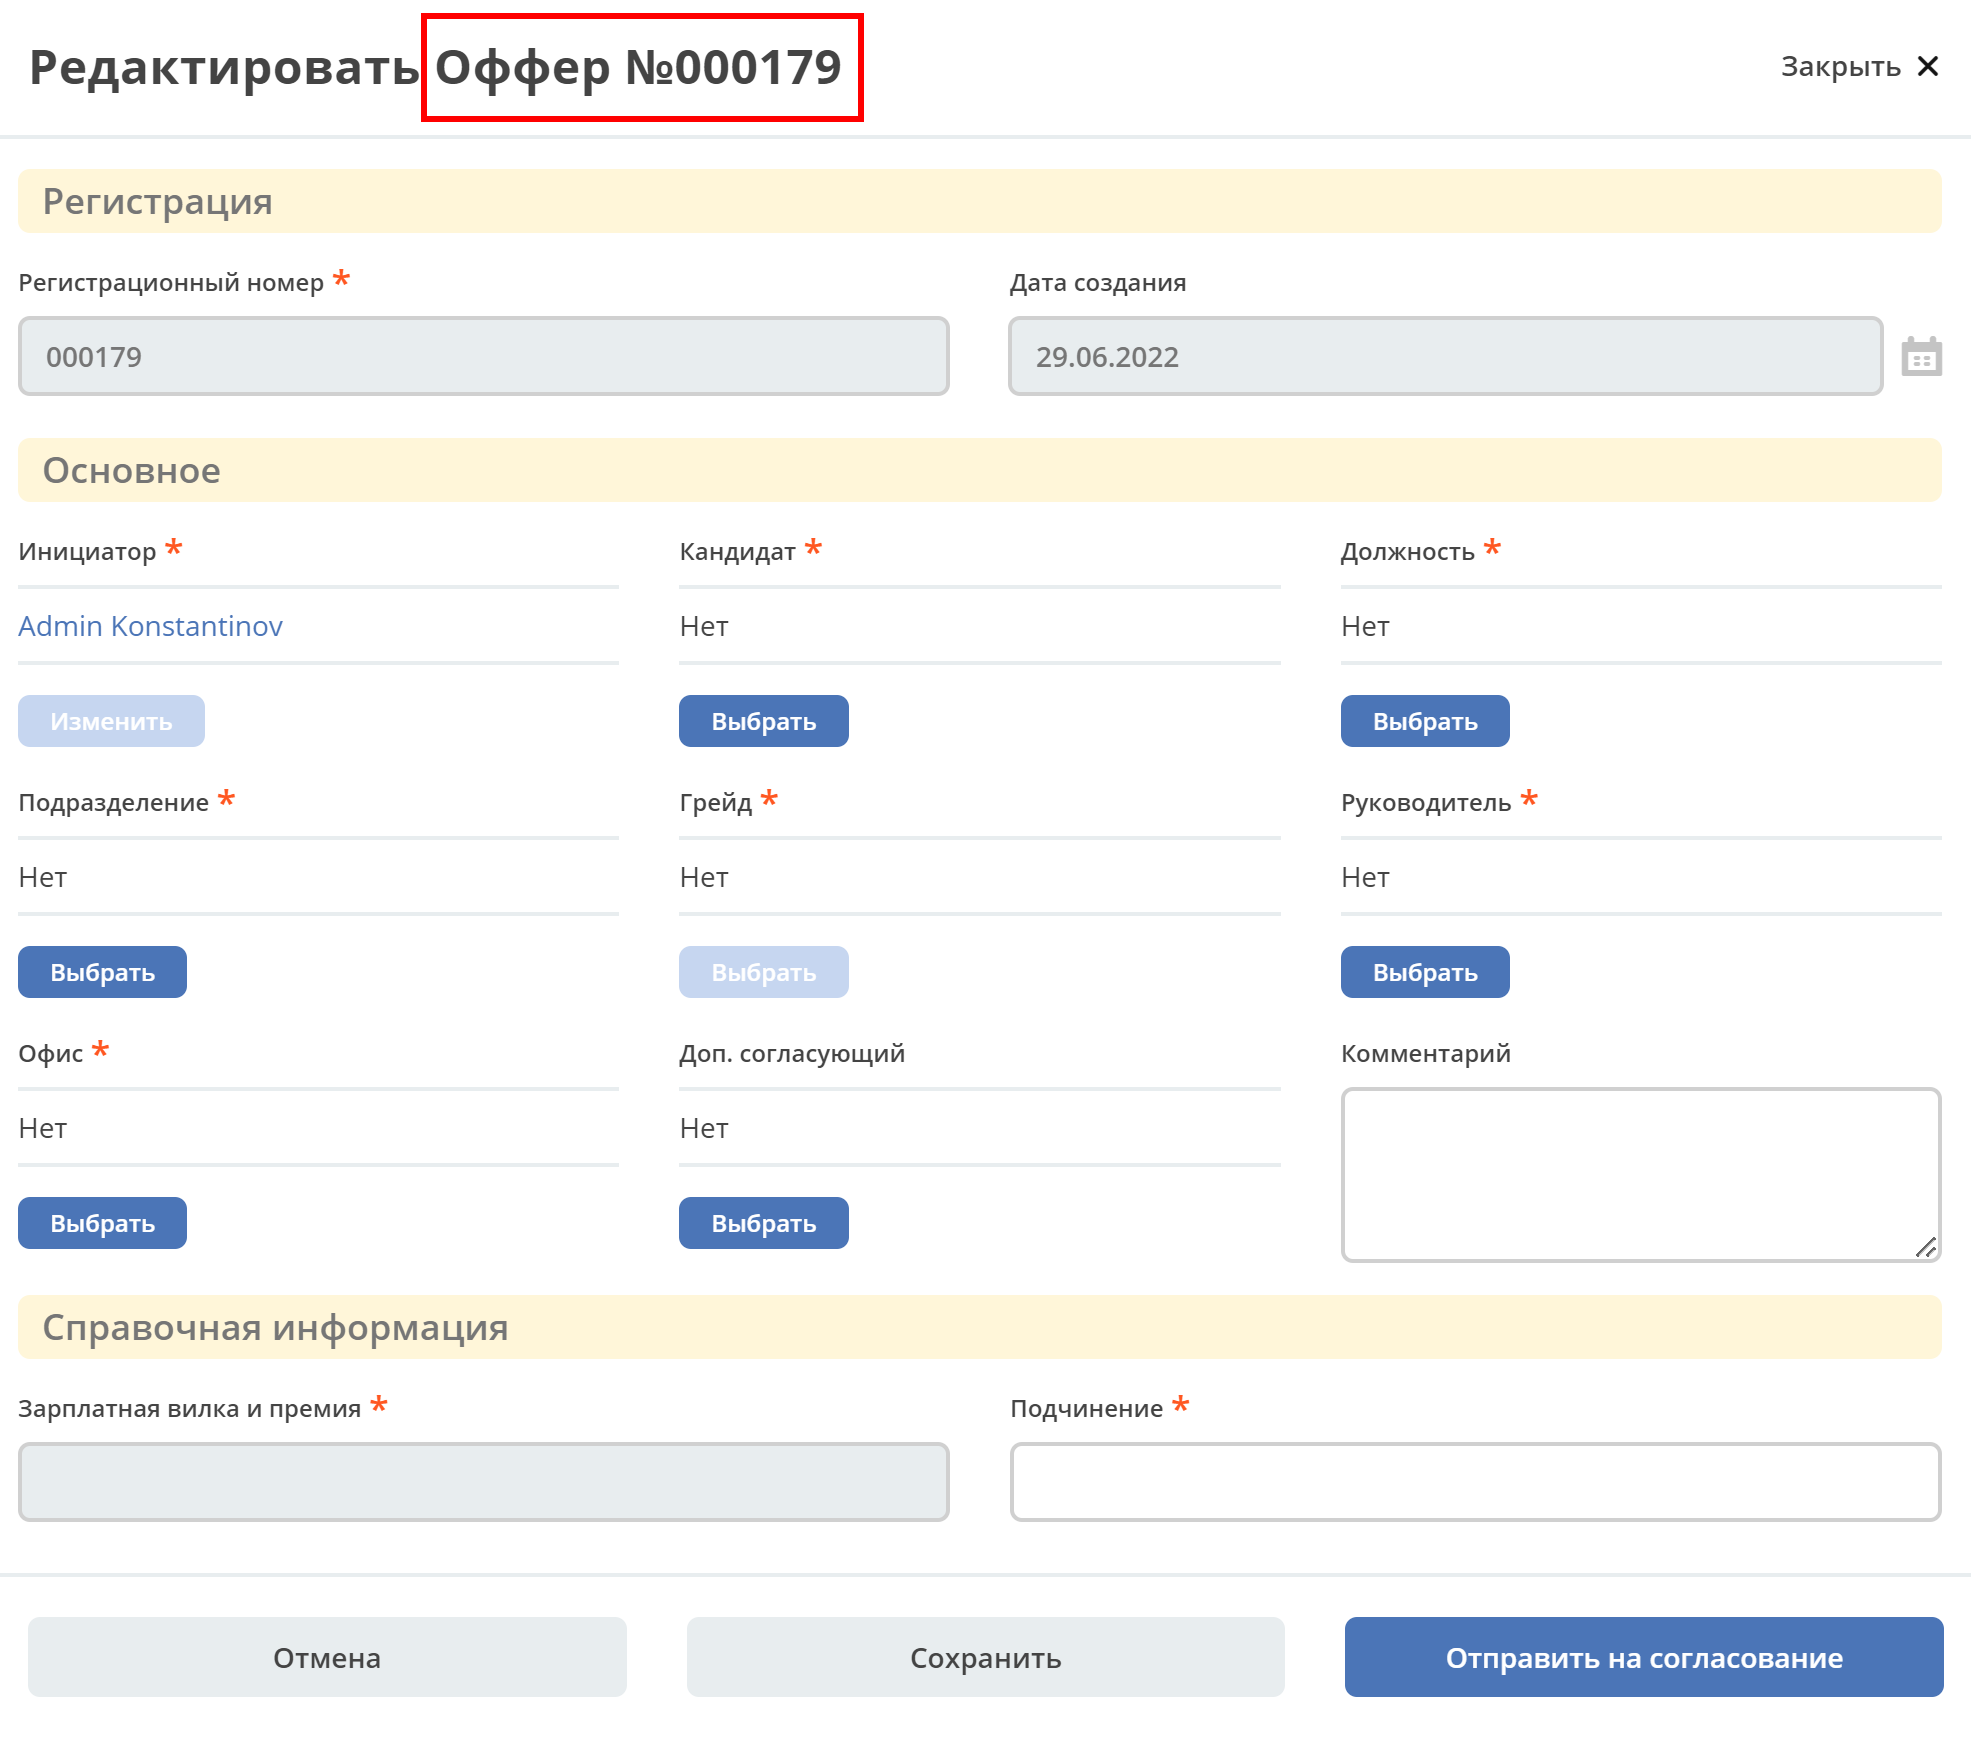 Редактировать Оффер №000179
Закрыть
Регистрация
Регистрационный номер * Дата создания
000179 29.06.2022
Основное
Инициатор * Кандидат * Должность *
Admin Konstantinov Нет Нет
Изменить Выбрать Выбрать
Подразделение * Грейд * Руководитель *
Нет Нет Нет
Выбрать Выбрать Выбрать
Офис * Доп. согласующий Комментарий
Нет Нет
Выбрать Выбрать
Справочная информация
Зарплатная вилка и премия * Подчинение *
Отмена Сохранить Отправить на согласование